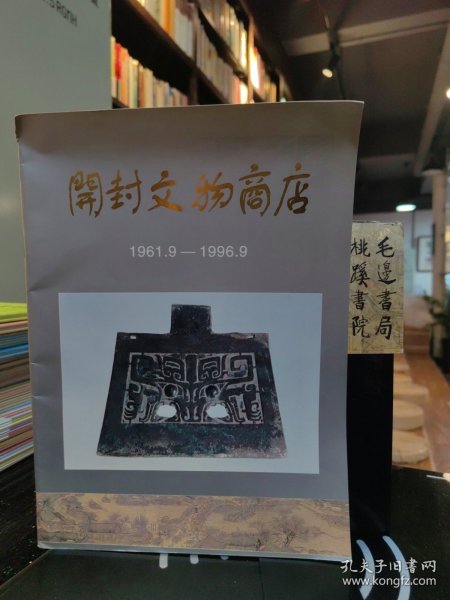 開封文物商店
1961.9 — 1996.9
毛邊書局
桃蹊書院
孔夫子旧书网
www.kongfz.com